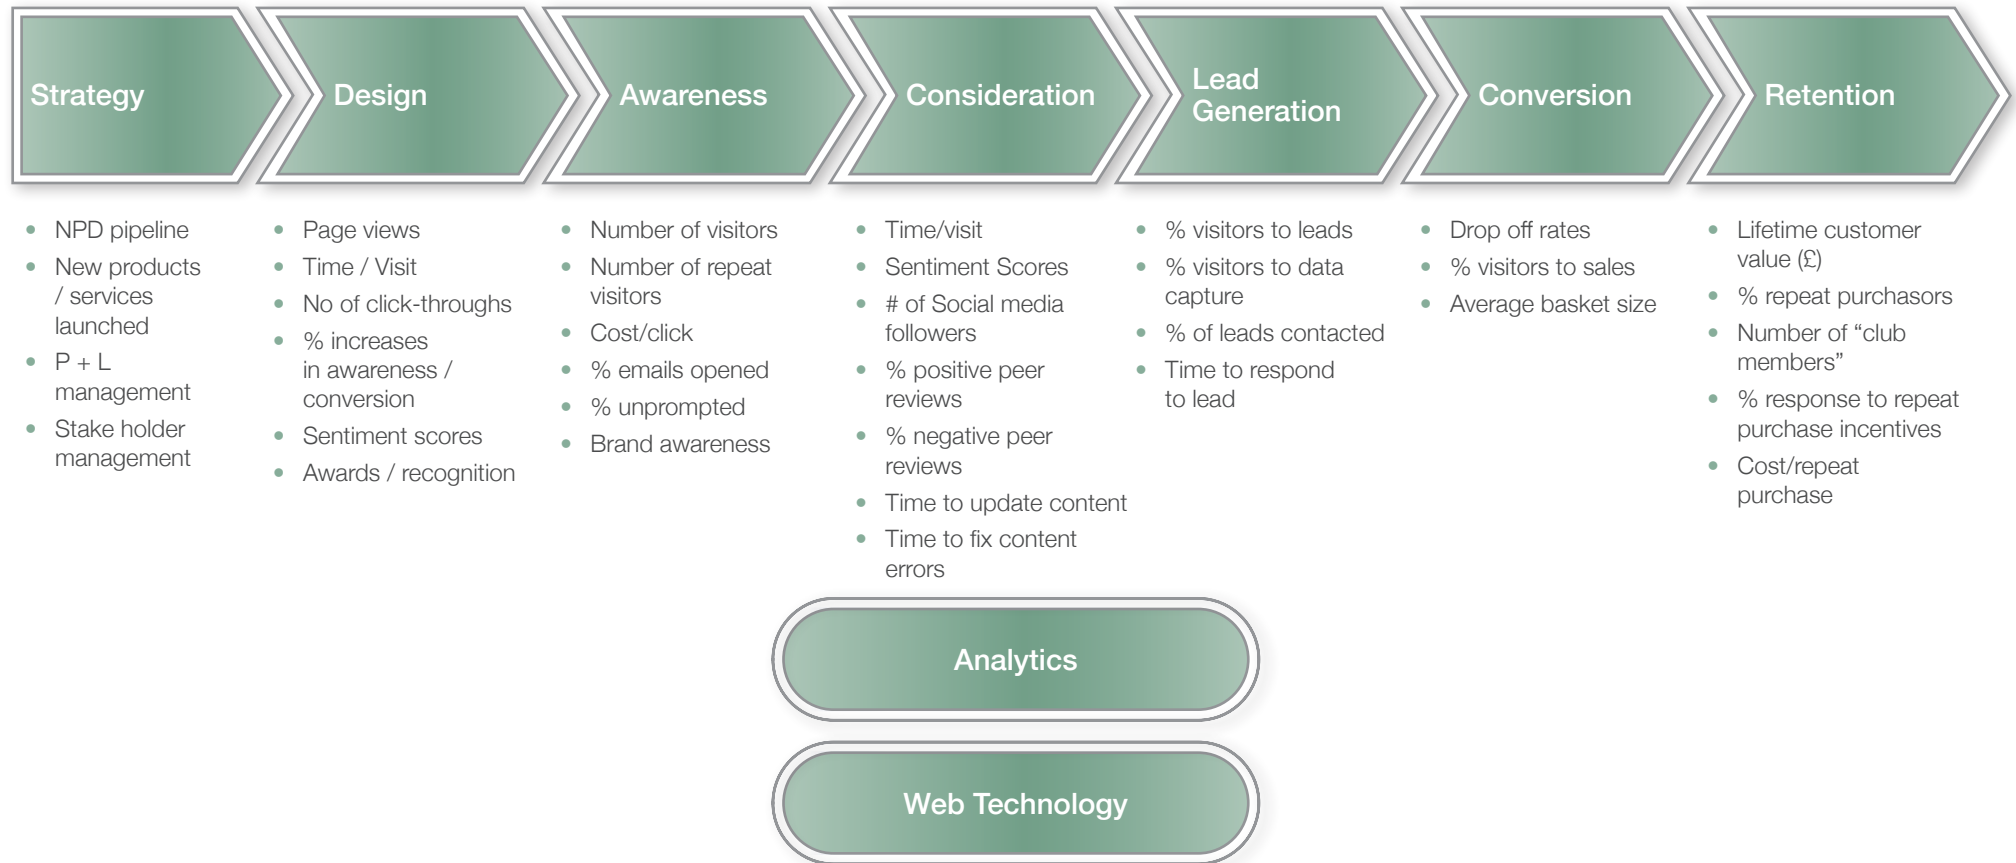 Strategy
Design
Awareness
Consideration
Lead
Generation
Conversion
Retention
• NPD pipeline
• New products
/ services
launched
• P + L
management
• Stake holder
management
• Page views
• Time / Visit
• No of click-throughs
• % increases
in awareness /
conversion
• Sentiment scores
• Awards / recognition
• Number of visitors
• Number of repeat
visitors
• Cost/click
• % emails opened
• % unprompted
• Brand awareness
• Time/visit
• Sentiment Scores
• # of Social media
followers
• % positive peer
reviews
• % negative peer
reviews
• Time to update content
• Time to fix content
errors
• % visitors to leads
• % visitors to data
capture
• % of leads contacted
• Time to respond
to lead
• Drop off rates
• % visitors to sales
• Average basket size
• Lifetime customer
value (£)
• % repeat purchasors
• Number of “club
members”
• % response to repeat
purchase incentives
• Cost/repeat
purchase
Analytics
Web Technology